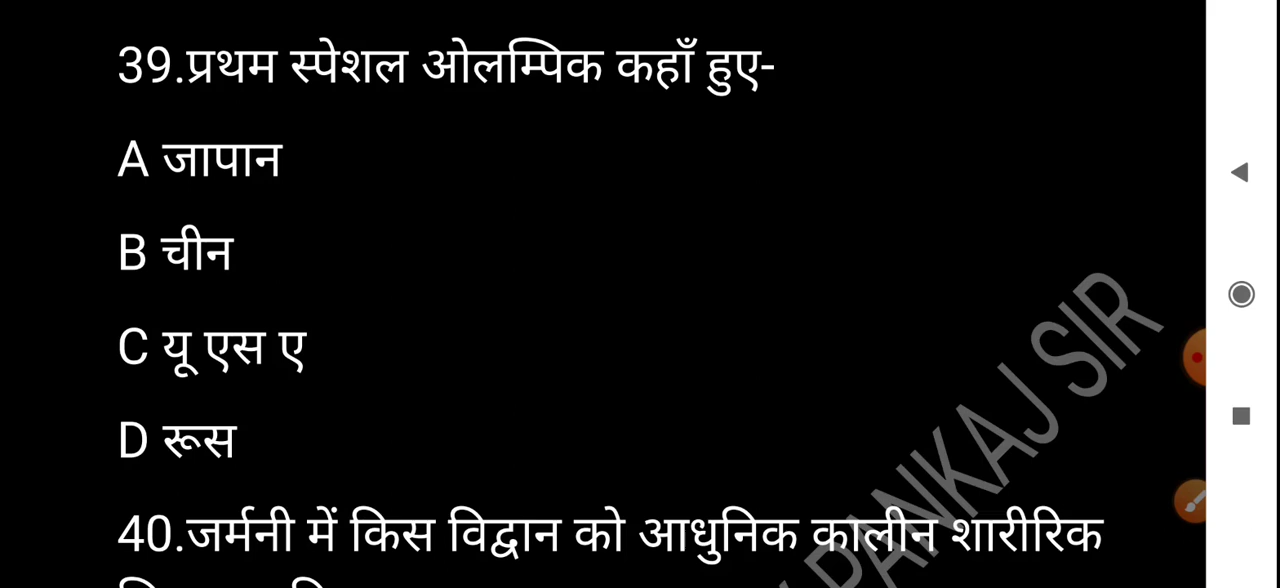 39.प्रथम स्पेशल ओलम्पिक कहाँ हुए-
A जापान
B चीन
C यू एस ए
D रूस
40.जर्मनी में किस विद्वान को आधुनिक कालीन शारीरिक
PANKAJ SIR